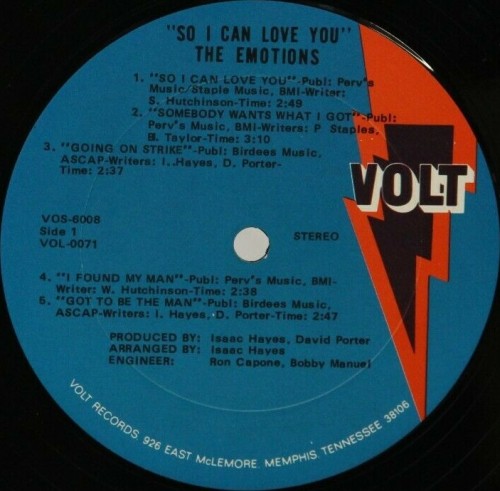 "SO I CAN LOVE YOU"
THE EMOTIONS
1. "SO I CAN LOVE YOU"-Publ: Perv's
Music/Staple Music, BMI-Writer:
S. Hutchinson-Time: 2:49
2. "SOMEBODY WANTS WHAT I GOT"-Publ:
Perv's Music, BMI-Writers: P Staples,
B. Taylor-Time: 3:10
3. "GOING ON STRIKE"-Publ: Birdees Music,
ASCAP-Writers: I. Hayes, D. Porter-
Time: 2:37
VOLT
VOS-6008
Side 1
VOL-0071
STEREO
4. "I FOUND MY MAN"-Publ: Perv's Music, BMI-
Writer: W. Hutchinson-Time: 2:38
5. "GOT TO BE THE MAN"-Publ: Birdees Music,
ASCAP-Writers: I. Hayes, D. Porter-Time: 2:47
PRODUCED BY: Isaac Hayes, David Porter
ARRANGED BY: Isaac Hayes
ENGINEER: Ron Capone, Bobby Manuel
VOLT RECORDS, 926 EAST McLEMORE, MEMPHIS, TENNESSEE 38106